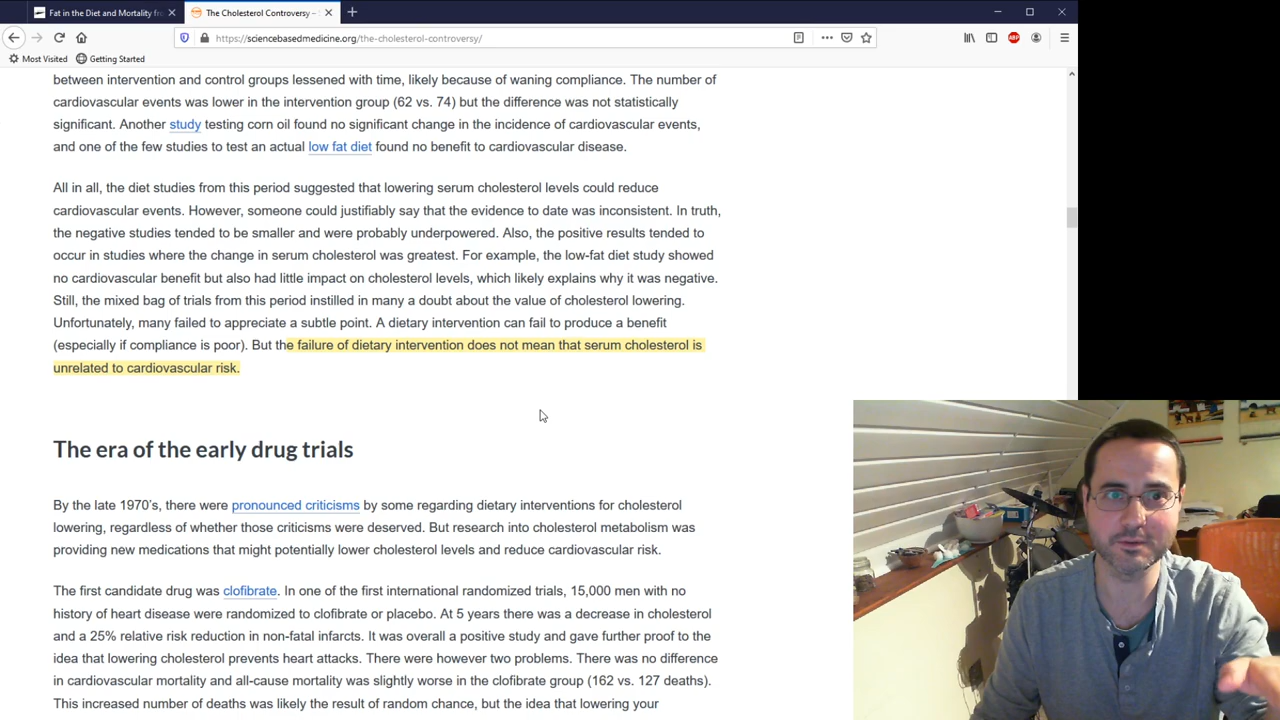 Fat in the Diet and Mortality fr
The Cholesterol Controversy –
https://sciencebasedmedicine.org/the-cholesterol-controversy/
ABP
Most Visited
Getting Started
between intervention and control groups lessened with time, likely because of waning compliance. The number of
cardiovascular events was lower in the intervention group (62 vs. 74) but the difference was not statistically
significant. Another study testing corn oil found no significant change in the incidence of cardiovascular events,
and one of the few studies to test an actual low fat diet found no benefit to cardiovascular disease.
All in all, the diet studies from this period suggested that lowering serum cholesterol levels could reduce
cardiovascular events. However, someone could justifiably say that the evidence to date was inconsistent. In truth,
the negative studies tended to be smaller and were probably underpowered. Also, the positive results tended to
occur in studies where the change in serum cholesterol was greatest. For example, the low-fat diet study showed
no cardiovascular benefit but also had little impact on cholesterol levels, which likely explains why it was negative.
Still, the mixed bag of trials from this period instilled in many a doubt about the value of cholesterol lowering.
Unfortunately, many failed to appreciate a subtle point. A dietary intervention can fail to produce a benefit
(especially if compliance is poor). But the failure of dietary intervention does not mean that serum cholesterol is
unrelated to cardiovascular risk.
The era of the early drug trials
By the late 1970's, there were pronounced criticisms by some regarding dietary interventions for cholesterol
lowering, regardless of whether those criticisms were deserved. But research into cholesterol metabolism was
providing new medications that might potentially lower cholesterol levels and reduce cardiovascular risk.
The first candidate drug was clofibrate. In one of the first international randomized trials, 15,000 men with no
history of heart disease were randomized to clofibrate or placebo. At 5 years there was a decrease in cholesterol
and a 25% relative risk reduction in non-fatal infarcts. It was overall a positive study and gave further proof to the
idea that lowering cholesterol prevents heart attacks. There were however two problems. There was no difference
in cardiovascular mortality and all-cause mortality was slightly worse in the clofibrate group (162 vs. 127 deaths).
This increased number of deaths was likely the result of random chance, but the idea that lowering your